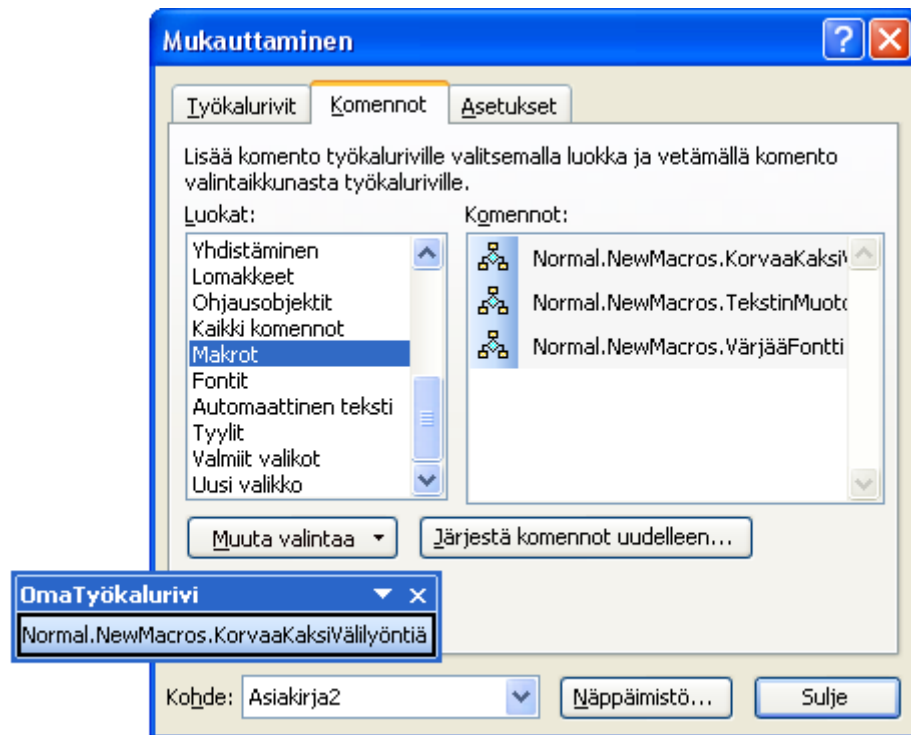 Mukauttaminen
Työkalurivit Komennot Asetukset
Lisää komento työkaluriville valitsemalla luokka ja vetämällä komento
valintaikkunasta työkaluriville.
Luokat:
Yhdistäminen
Lomakkeet
Ohjausobjektit
Kaikki komennot
Makrot
Fontit
Automaattinen teksti
Tyylit
Valmiit valikot
Uusi valikko
Komennot:
Normal.NewMacros.KorvaaKaksiV
Normal.NewMacros.TekstinMuoto
Normal.NewMacros.VärjääFontti
Muuta valintaa Järjestä komennot uudelleen...
OmaTyökalurivi
Normal.NewMacros.KorvaaKaksiVälilyöntiä
Kohde: Asiakirja2 Näppäimistö... Sulje